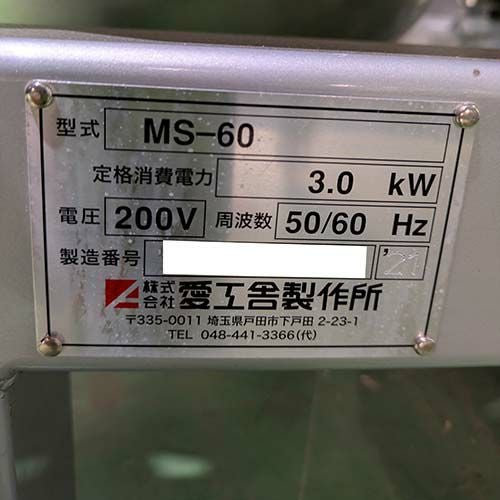 型式 MS-60
定格消費電力 3.0 kW
電圧 200V 周波数 50/60 Hz
製造番号 '21
株式会社 愛工舎製作所
〒335-0011 埼玉県戸田市下戸田 2-23-1
TEL 048-441-3366(代)